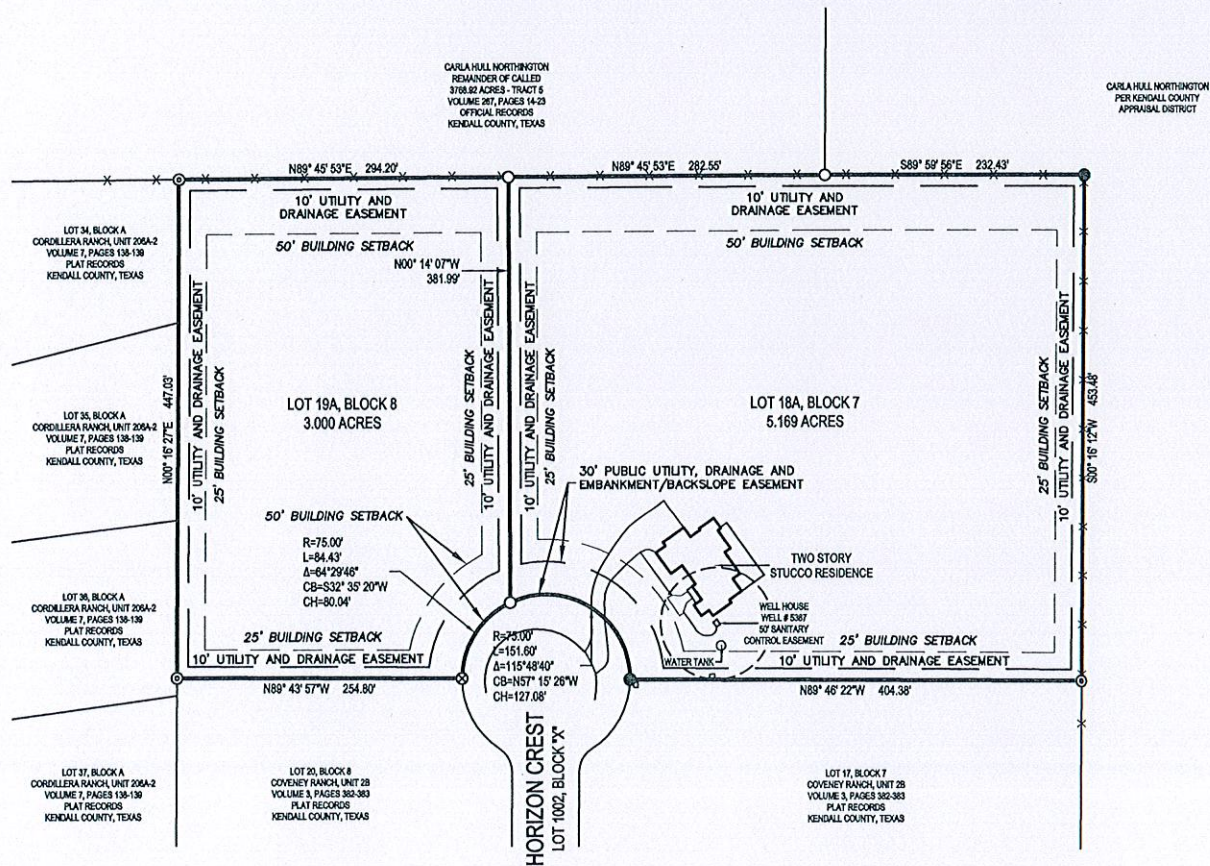 CARLA HULL NORTHINGTON
REMAINDER OF CALLED
3768.92 ACRES - TRACT 5
VOLUME 267, PAGES 14-23
OFFICIAL RECORDS
KENDALL COUNTY, TEXAS
CARLA HULL NORTHINGTON
PER KENDALL COUNTY
APPRAISAL DISTRICT
N89° 45' 53"E 294.20'
N89° 45' 53"E 282.55'
S89° 59' 56"E 232.43'
10' UTILITY AND
DRAINAGE EASEMENT
50' BUILDING SETBACK
10' UTILITY AND
DRAINAGE EASEMENT
50' BUILDING SETBACK
N00° 14' 07"W
381.99'
LOT 34, BLOCK A
CORDILLERA RANCH, UNIT 206A-2
VOLUME 7, PAGES 138-139
PLAT RECORDS
KENDALL COUNTY, TEXAS
LOT 35, BLOCK A
CORDILLERA RANCH, UNIT 206A-2
VOLUME 7, PAGES 138-139
PLAT RECORDS
KENDALL COUNTY, TEXAS
LOT 36, BLOCK A
CORDILLERA RANCH, UNIT 206A-2
VOLUME 7, PAGES 138-139
PLAT RECORDS
KENDALL COUNTY, TEXAS
LOT 37, BLOCK A
CORDILLERA RANCH, UNIT 206A-2
VOLUME 7, PAGES 138-139
PLAT RECORDS
KENDALL COUNTY, TEXAS
N00° 16' 27"E 447.03'
10' UTILITY AND DRAINAGE EASEMENT
25' BUILDING SETBACK
LOT 19A, BLOCK 8
3.000 ACRES
25' BUILDING SETBACK
10' UTILITY AND DRAINAGE EASEMENT
10' UTILITY AND DRAINAGE EASEMENT
25' BUILDING SETBACK
LOT 18A, BLOCK 7
5.169 ACRES
25' BUILDING SETBACK
10' UTILITY AND DRAINAGE EASEMENT
S00° 16' 12"W 453.48'
30' PUBLIC UTILITY, DRAINAGE AND
EMBANKMENT/BACKSLOPE EASEMENT
50' BUILDING SETBACK
R=75.00'
L=84.43'
Δ=64°29'46"
CB=S32° 35' 20"W
CH=80.04'
TWO STORY
STUCCO RESIDENCE
WELL HOUSE
WELL # 5387
50' SANITARY
CONTROL EASEMENT
WATER TANK
R=75.00'
L=151.60'
Δ=115°48'40"
CB=N57° 15' 26"W
CH=127.08'
25' BUILDING SETBACK
10' UTILITY AND DRAINAGE EASEMENT
25' BUILDING SETBACK
10' UTILITY AND DRAINAGE EASEMENT
N89° 43' 57"W 254.80'
N89° 46' 22"W 404.38'
HORIZON CREST
LOT 1002, BLOCK "X"
LOT 20, BLOCK 8
COVENEY RANCH, UNIT 2B
VOLUME 3, PAGES 382-383
PLAT RECORDS
KENDALL COUNTY, TEXAS
LOT 17, BLOCK 7
COVENEY RANCH, UNIT 2B
VOLUME 3, PAGES 382-383
PLAT RECORDS
KENDALL COUNTY, TEXAS